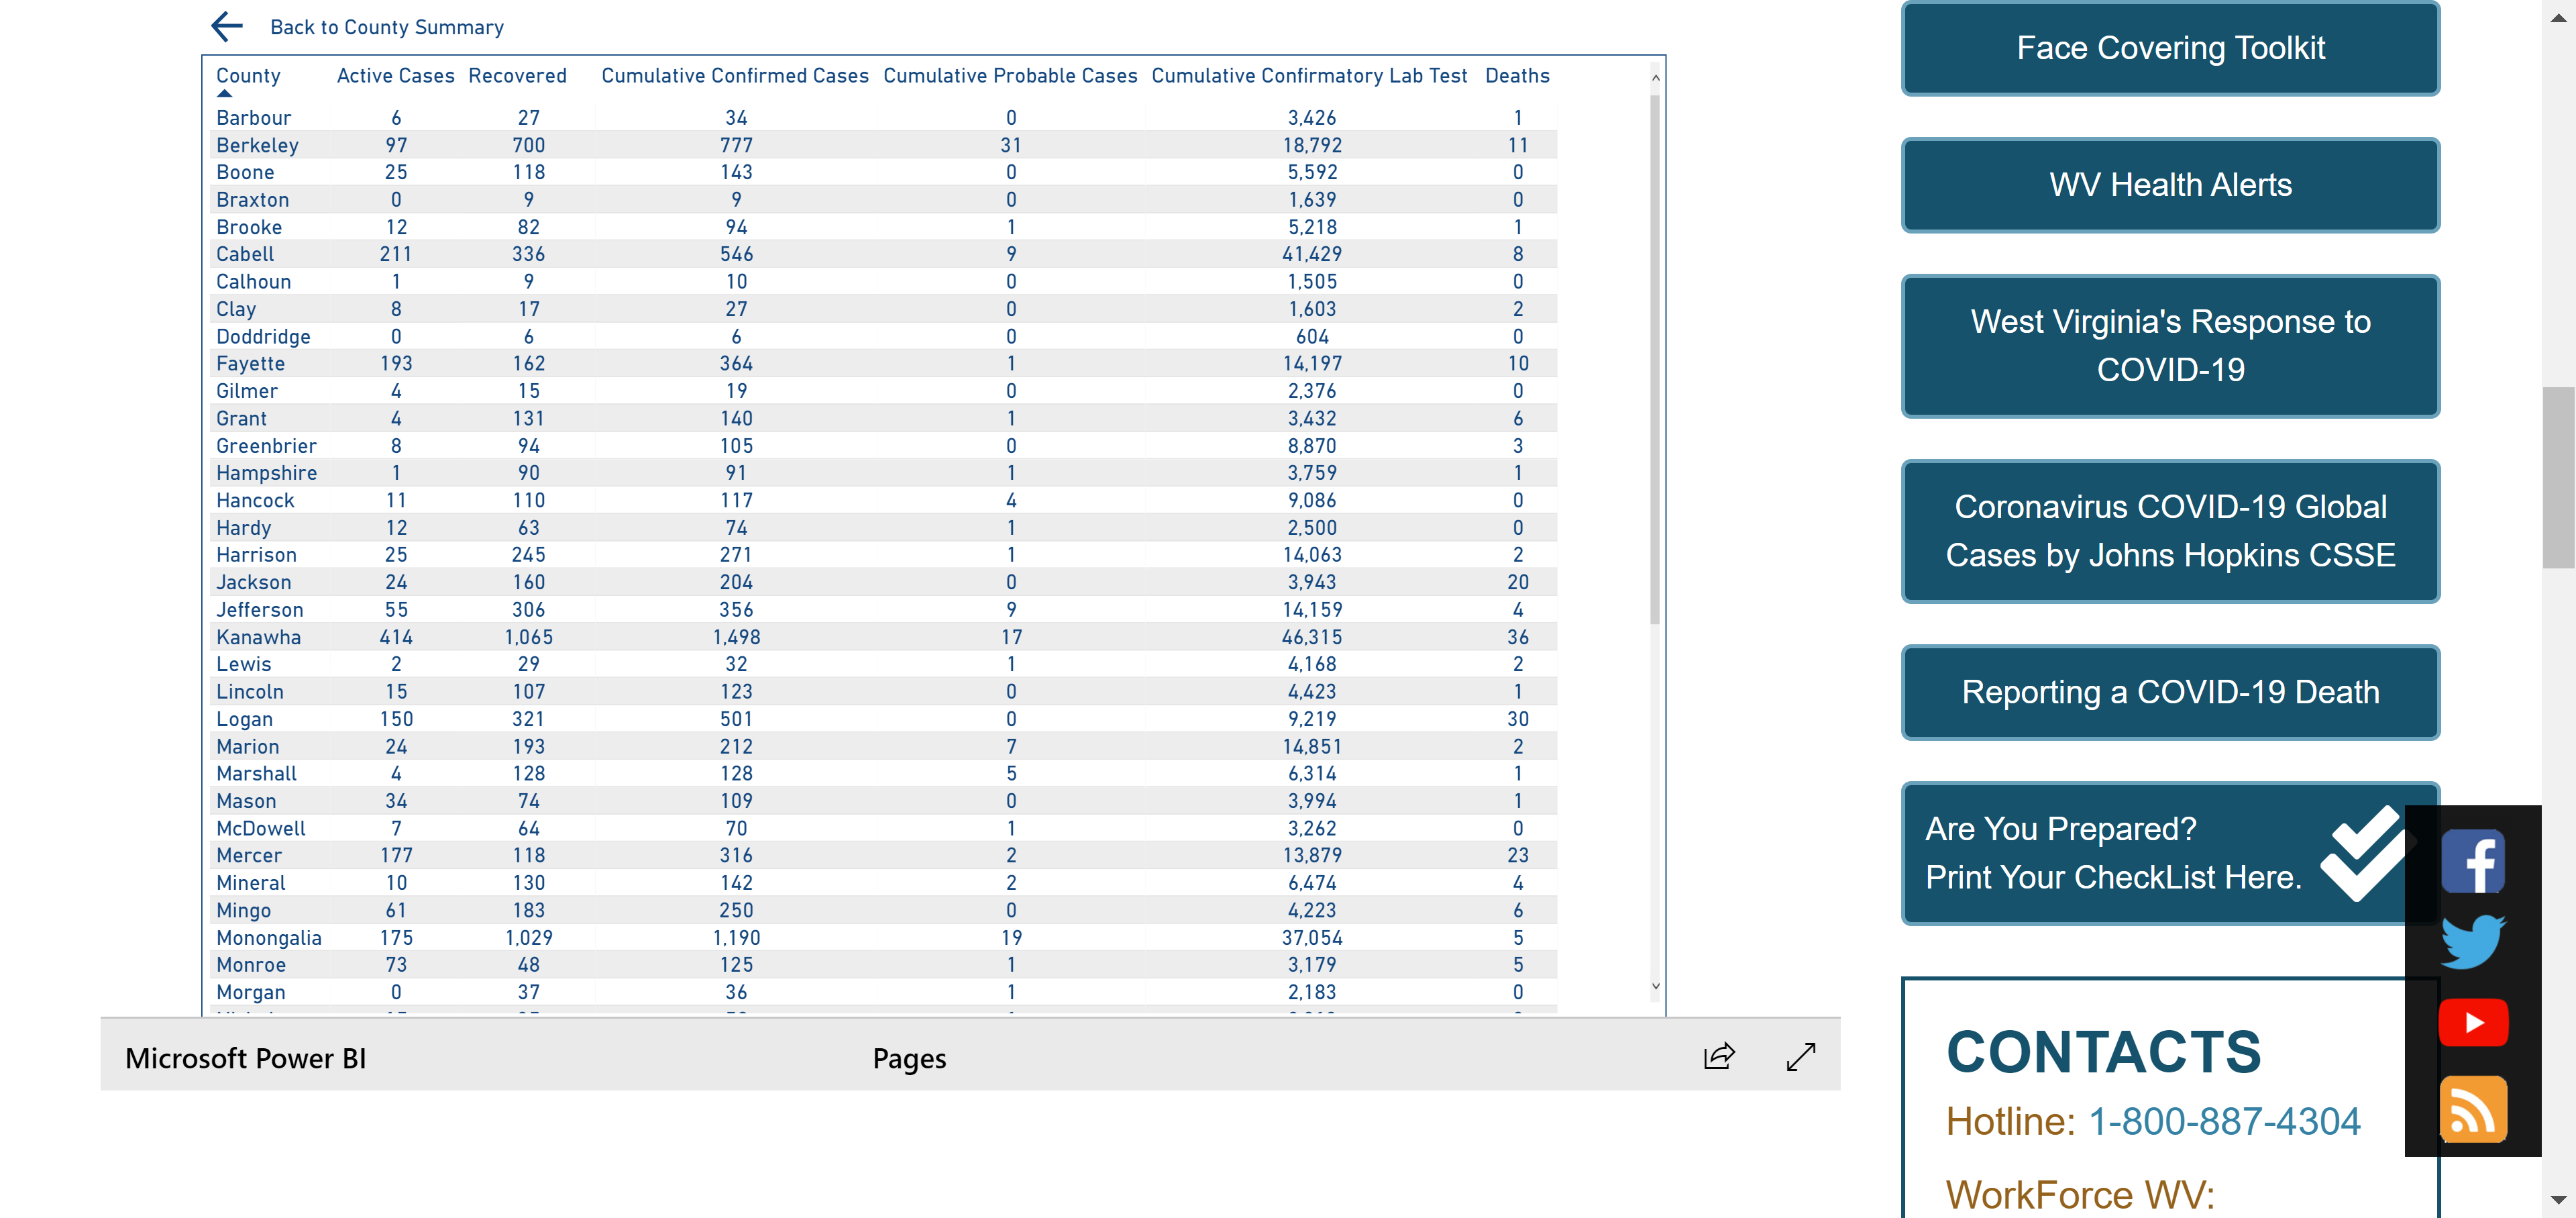 Back to County Summary
County Active Cases Recovered Cumulative Confirmed Cases Cumulative Probable Cases Cumulative Confirmatory Lab Test Deaths
Barbour 6 27 34 0 3,426 1
Berkeley 97 700 777 31 18,792 11
Boone 25 118 143 0 5,592 0
Braxton 0 9 9 0 1,639 0
Brooke 12 82 94 1 5,218 1
Cabell 211 336 546 9 41,429 8
Calhoun 1 9 10 0 1,505 0
Clay 8 17 27 0 1,603 2
Doddridge 0 6 6 0 604 0
Fayette 193 162 364 1 14,197 10
Gilmer 4 15 19 0 2,376 0
Grant 4 131 140 1 3,432 6
Greenbrier 8 94 105 0 8,870 3
Hampshire 1 90 91 1 3,759 1
Hancock 11 110 117 4 9,086 0
Hardy 12 63 74 1 2,500 0
Harrison 25 245 271 1 14,063 2
Jackson 24 160 204 0 3,943 20
Jefferson 55 306 356 9 14,159 4
Kanawha 414 1,065 1,498 17 46,315 36
Lewis 2 29 32 1 4,168 2
Lincoln 15 107 123 0 4,423 1
Logan 150 321 501 0 9,219 30
Marion 24 193 212 7 14,851 2
Marshall 4 128 128 5 6,314 1
Mason 34 74 109 0 3,994 1
McDowell 7 64 70 1 3,262 0
Mercer 177 118 316 2 13,879 23
Mineral 10 130 142 2 6,474 4
Mingo 61 183 250 0 4,223 6
Monongalia 175 1,029 1,190 19 37,054 5
Monroe 73 48 125 1 3,179 5
Morgan 0 37 36 1 2,183 0
Microsoft Power BI Pages
Face Covering Toolkit
WV Health Alerts
West Virginia's Response to
COVID-19
Coronavirus COVID-19 Global
Cases by Johns Hopkins CSSE
Reporting a COVID-19 Death
Are You Prepared?
Print Your CheckList Here.
CONTACTS
Hotline: 1-800-887-4304
WorkForce WV: